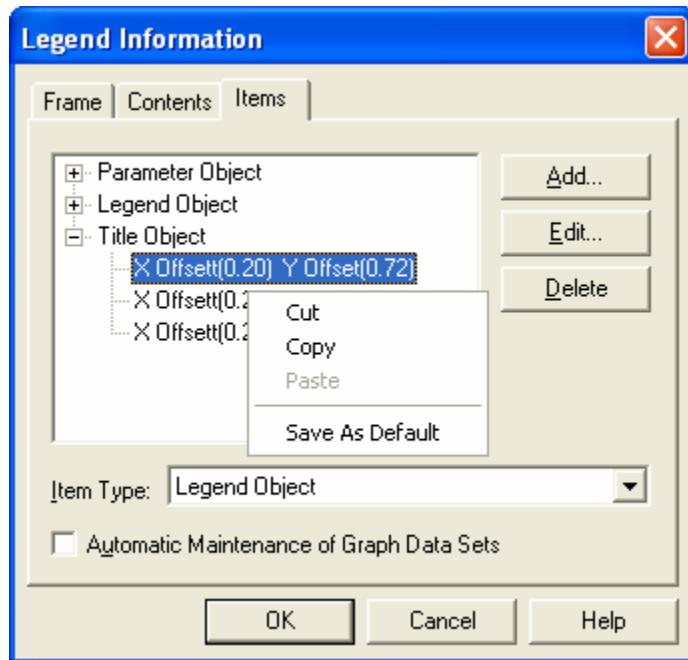 Legend Information
Frame Contents Items
Parameter Object
Legend Object
Title Object
X Offsett(0.20) Y Offset(0.72)
X Offsett(0.2
X Offsett(0.2
Add...
Edit...
Delete
Cut
Copy
Paste
Save As Default
Item Type: Legend Object
Automatic Maintenance of Graph Data Sets
OK Cancel Help